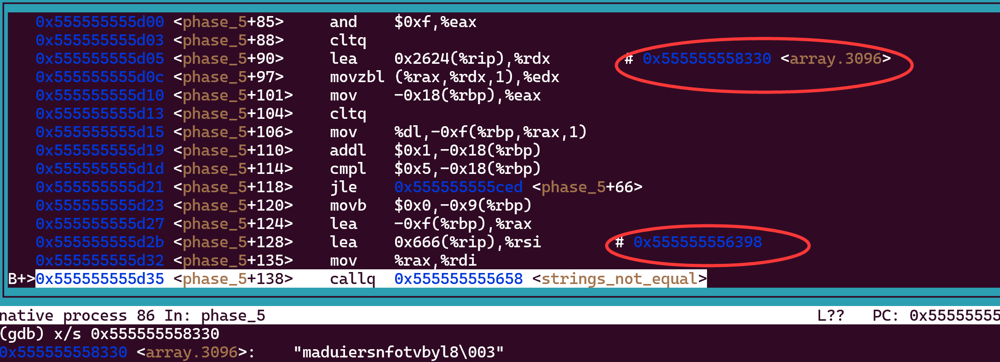 0x555555555d00 <phase_5+85> and $0xf,%eax
0x555555555d03 <phase_5+88> cltq
0x555555555d05 <phase_5+90> lea 0x2624(%rip),%rdx # 0x555555558330 <array.3096>
0x555555555d0c <phase_5+97> movzbl (%rax,%rdx,1),%edx
0x555555555d10 <phase_5+101> mov -0x18(%rbp),%eax
0x555555555d13 <phase_5+104> cltq
0x555555555d15 <phase_5+106> mov %dl,-0xf(%rbp,%rax,1)
0x555555555d19 <phase_5+110> addl $0x1,-0x18(%rbp)
0x555555555d1d <phase_5+114> cmpl $0x5,-0x18(%rbp)
0x555555555d21 <phase_5+118> jle 0x555555555ced <phase_5+66>
0x555555555d23 <phase_5+120> movb $0x0,-0x9(%rbp)
0x555555555d27 <phase_5+124> lea -0xf(%rbp),%rax
0x555555555d2b <phase_5+128> lea 0x666(%rip),%rsi # 0x555555556398
0x555555555d32 <phase_5+135> mov %rax,%rdi
B+>0x555555555d35 <phase_5+138> callq 0x555555555658 <strings_not_equal>
native process 86 In: phase_5 L?? PC: 0x55555555
(gdb) x/s 0x555555558330
0x555555558330 <array.3096>: "maduiersnfotvbyl8\003"